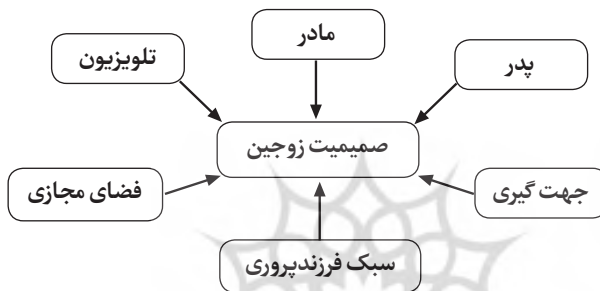 مادر
پدر
تلویزیون
صمیمیت زوجین
جهت گیری
فضای مجازی
سبک فرزندپروری